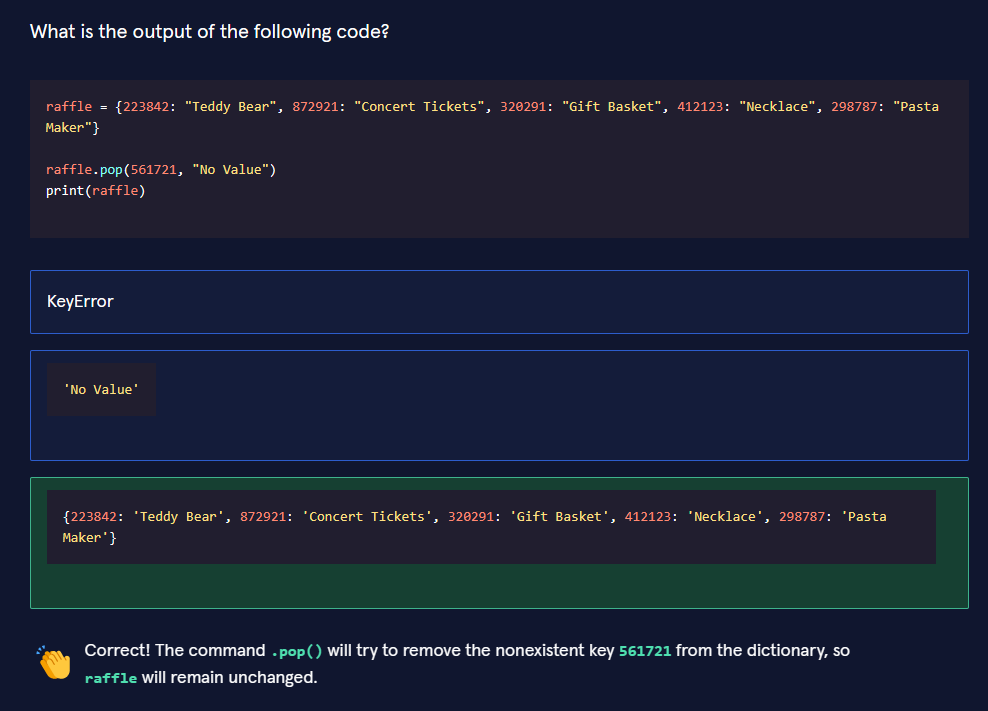 What is the output of the following code?
raffle = {223842: "Teddy Bear", 872921: "Concert Tickets", 320291: "Gift Basket", 412123: "Necklace", 298787: "Pasta
Maker"}
raffle.pop(561721, "No Value")
print(raffle)
KeyError
'No Value'
{223842: 'Teddy Bear', 872921: 'Concert Tickets', 320291: 'Gift Basket', 412123: 'Necklace', 298787: 'Pasta
Maker'}
Correct! The command .pop() will try to remove the nonexistent key 561721 from the dictionary, so
raffle will remain unchanged.